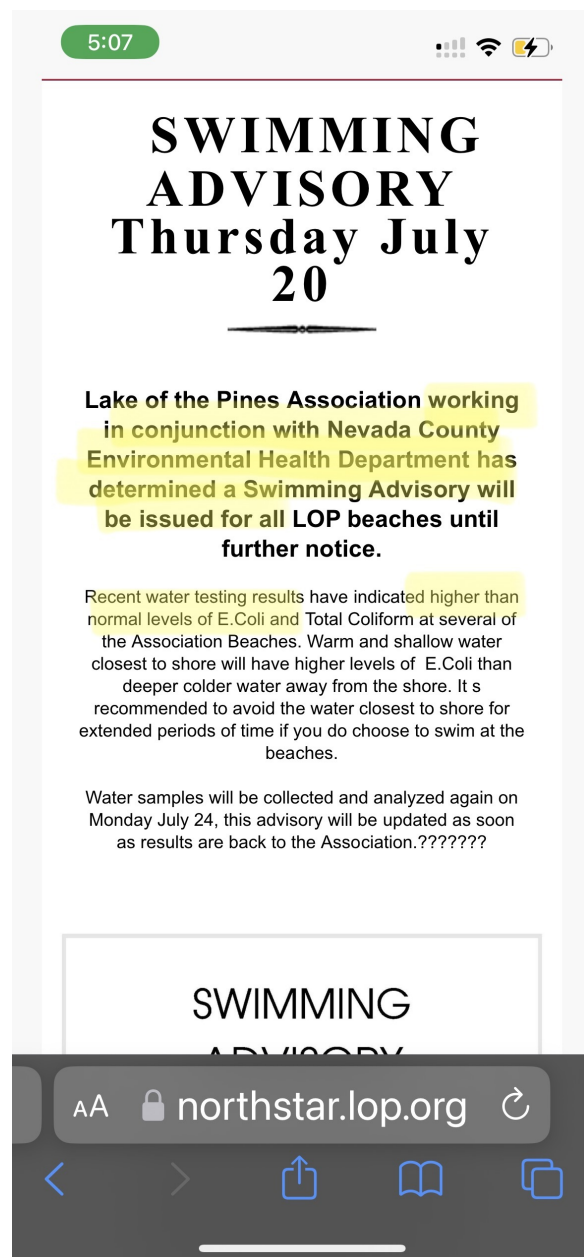 5:07
SWIMMING
ADVISORY
Thursday July
20
Lake of the Pines Association working
in conjunction with Nevada County
Environmental Health Department has
determined a Swimming Advisory will
be issued for all LOP beaches until
further notice.
Recent water testing results have indicated higher than
normal levels of E.Coli and Total Coliform at several of
the Association Beaches. Warm and shallow water
closest to shore will have higher levels of  E.Coli than
deeper colder water away from the shore. It s
recommended to avoid the water closest to shore for
extended periods of time if you do choose to swim at the
beaches.
Water samples will be collected and analyzed again on
Monday July 24, this advisory will be updated as soon
as results are back to the Association.???????
SWIMMING
ADVISORY
AA northstar.lop.org